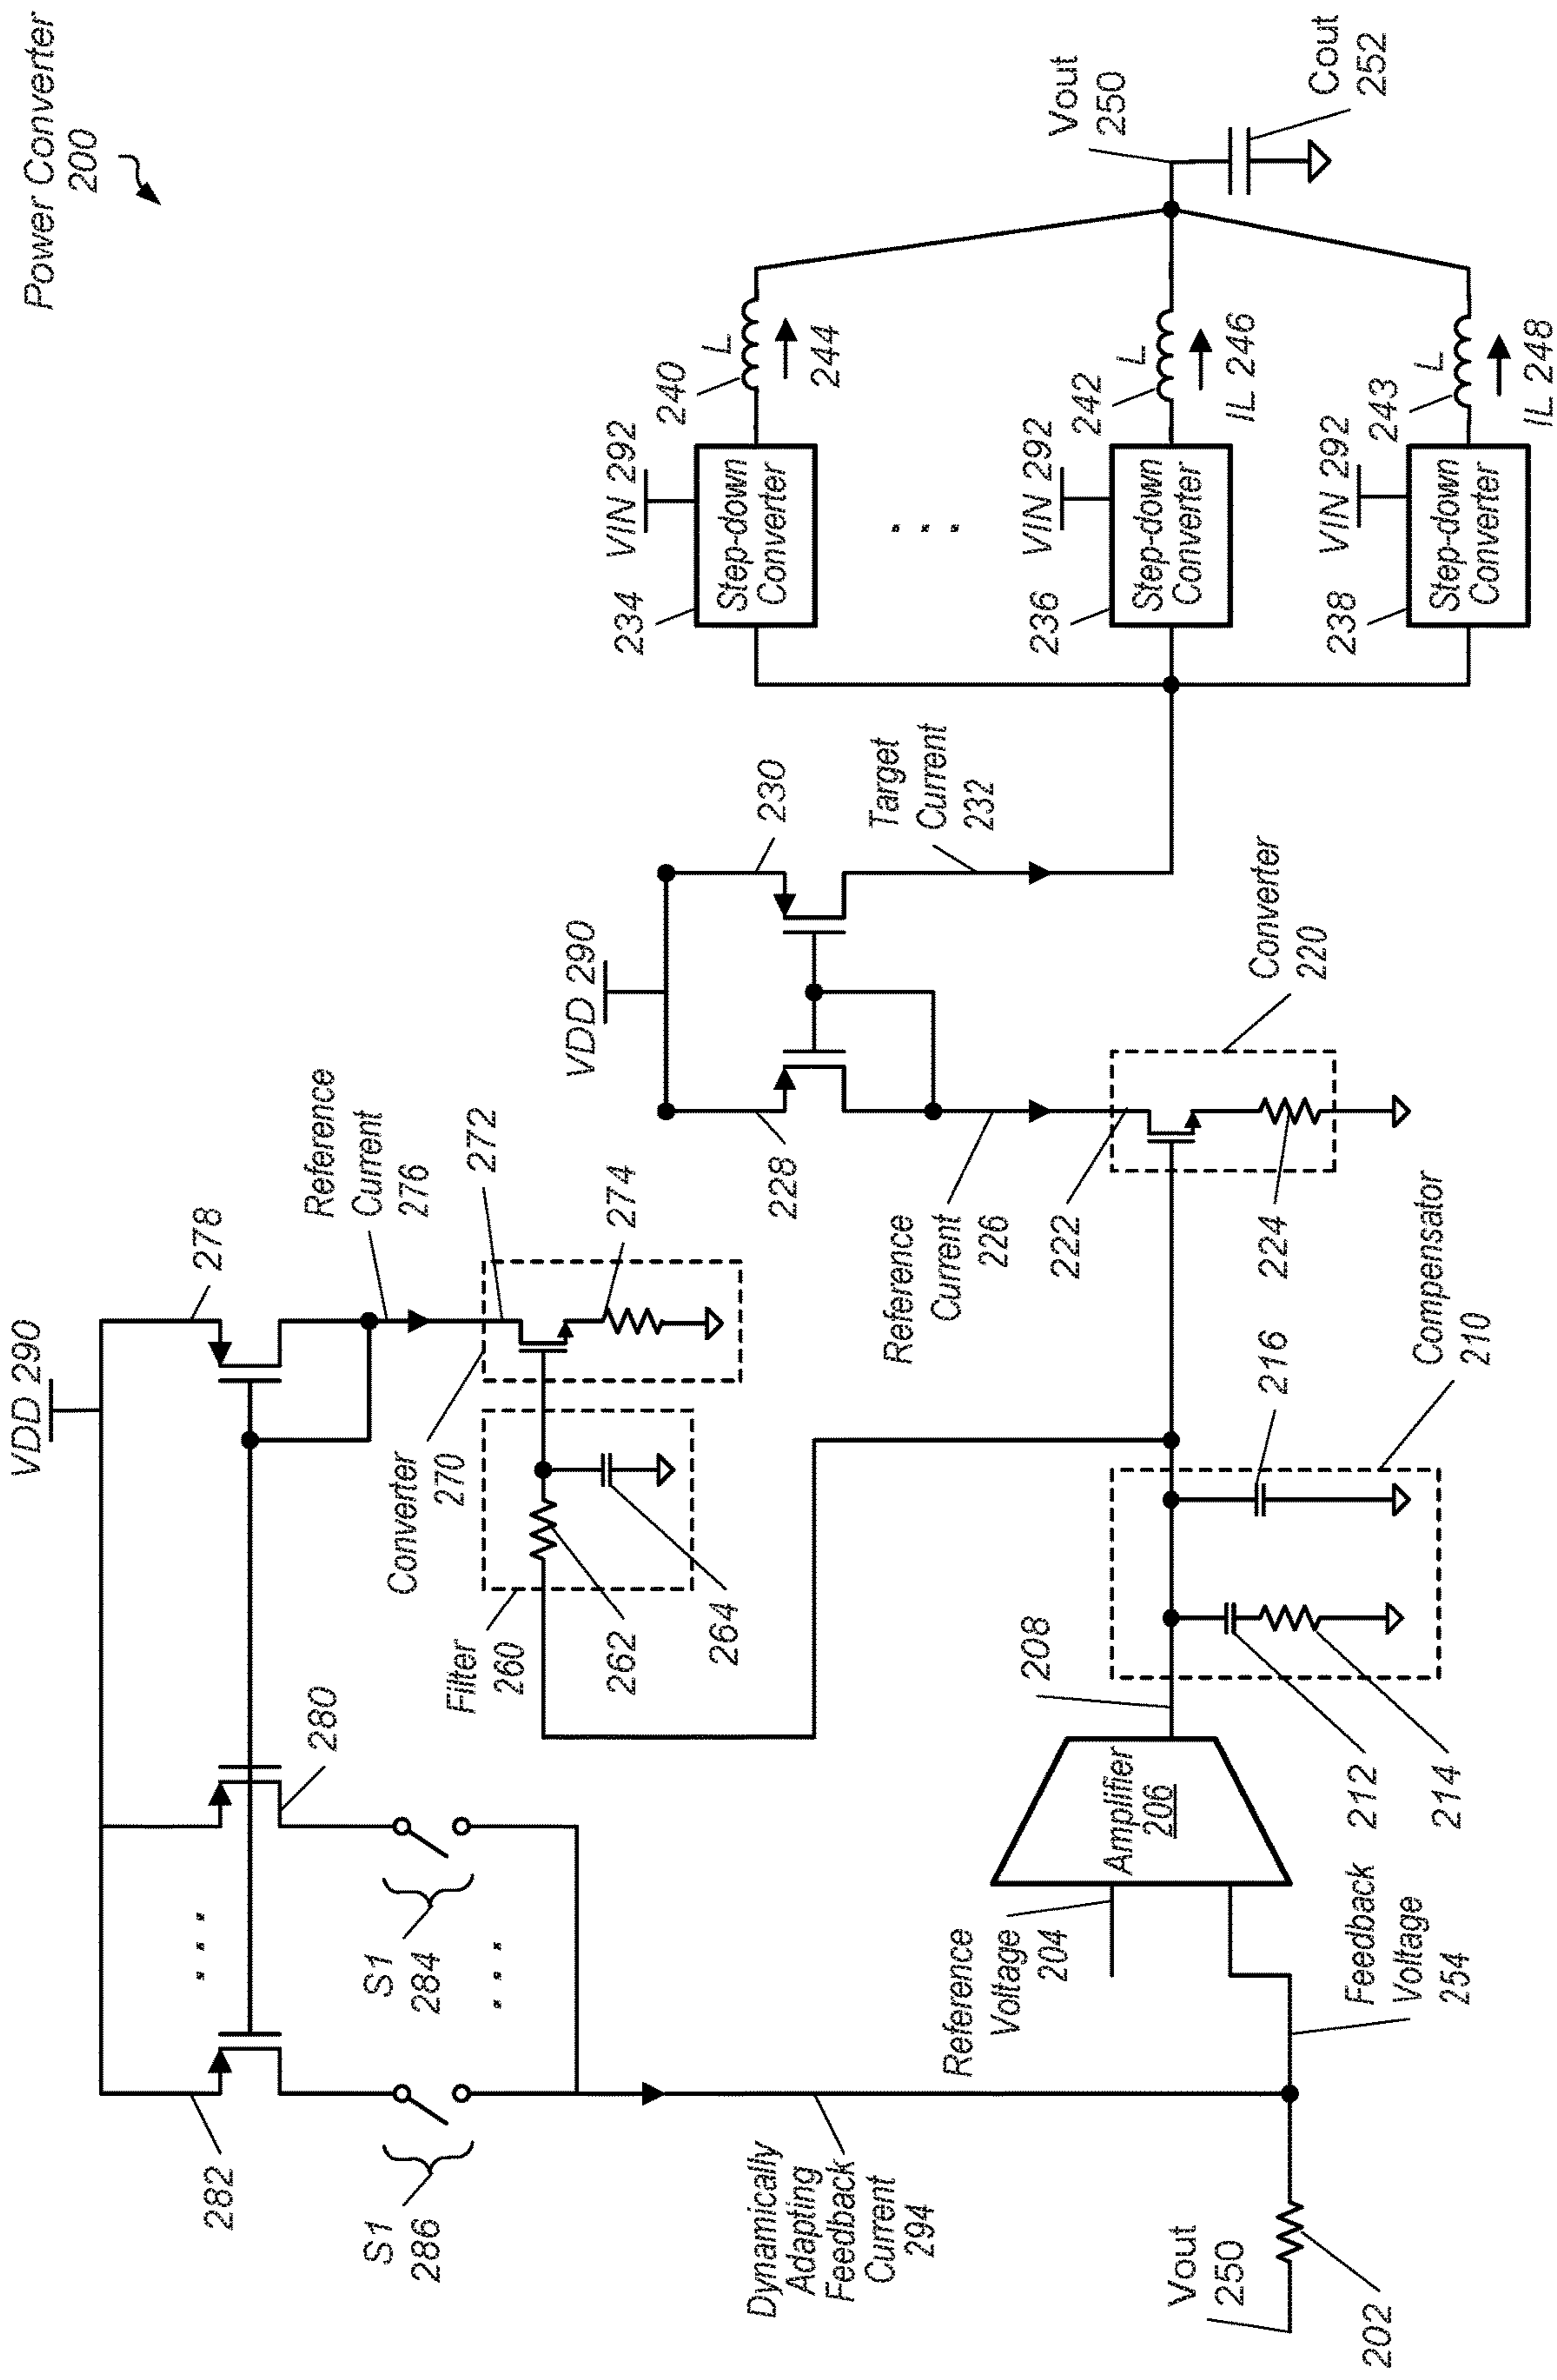 Power Converter
200
VDD 290
282
280
278
Reference
Current
276
S1
286
S1
284
272
274
Converter
270
Filter
260
262
264
VDD 290
228
230
Reference
Current
226
Target
Current
232
222
224
Converter
220
Dynamically
Adapting
Feedback
Current
294
Reference
Voltage
204
Amplifier
206
208
212
214
216
Compensator
210
Feedback
Voltage
254
Vout
250
202
VIN 292
234
Step-down
Converter
240
L
244
. . .
VIN 292
236
Step-down
Converter
242
L
IL 246
VIN 292
238
Step-down
Converter
243
L
IL 248
Vout
250
Cout
252